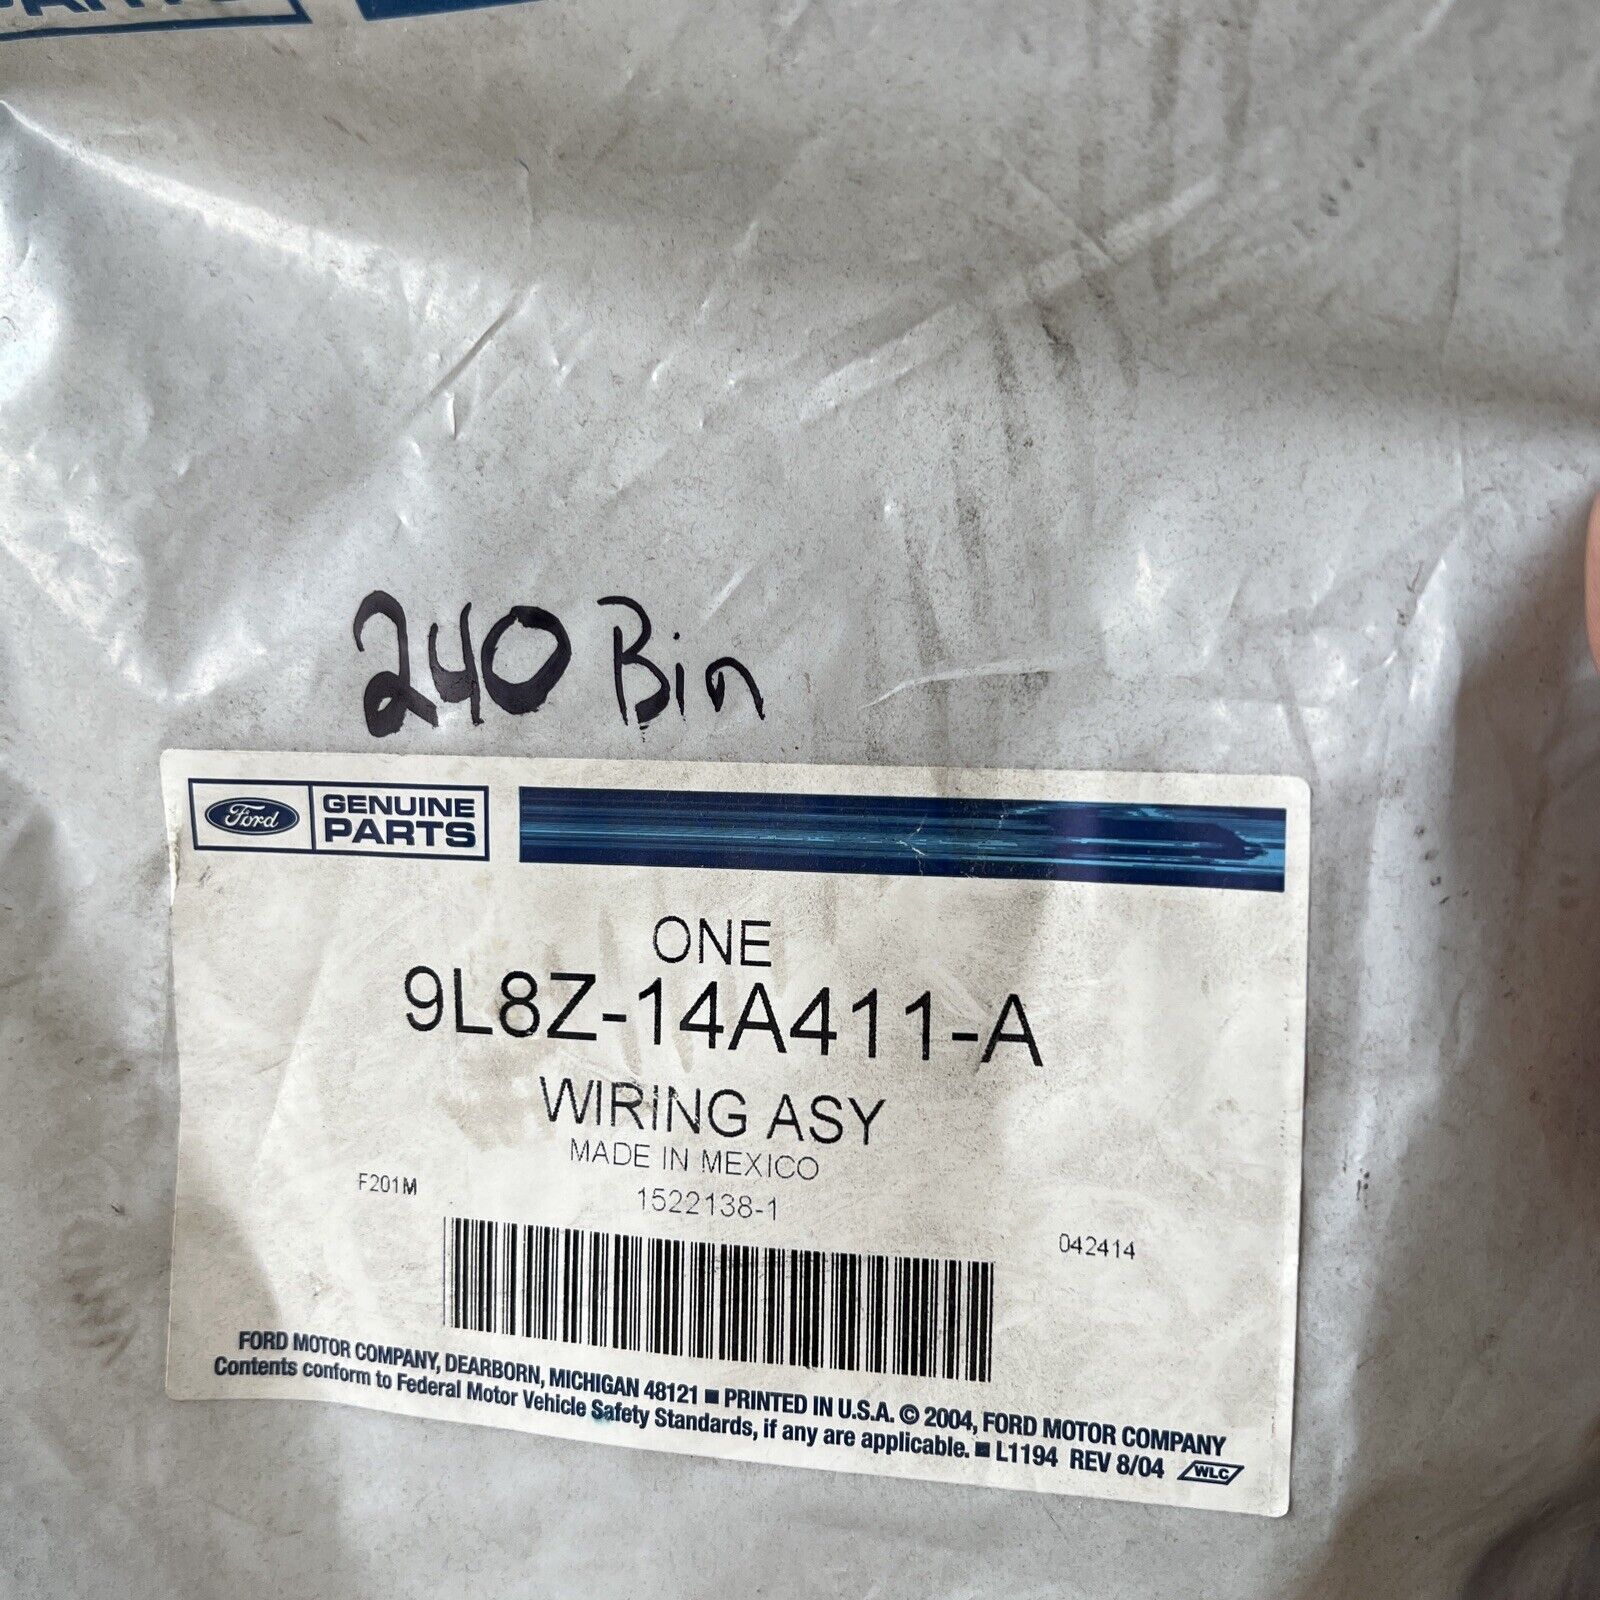 PARTS
240 Bin
Ford GENUINE PARTS
ONE
9L8Z-14A411-A
WIRING ASY
MADE IN MEXICO
F201M 1522138-1 042414
FORD MOTOR COMPANY, DEARBORN, MICHIGAN 48121 ■ PRINTED IN U.S.A. © 2004, FORD MOTOR COMPANY
Contents conform to Federal Motor Vehicle Safety Standards, if any are applicable. ■ L1194 REV 8/04 WLC